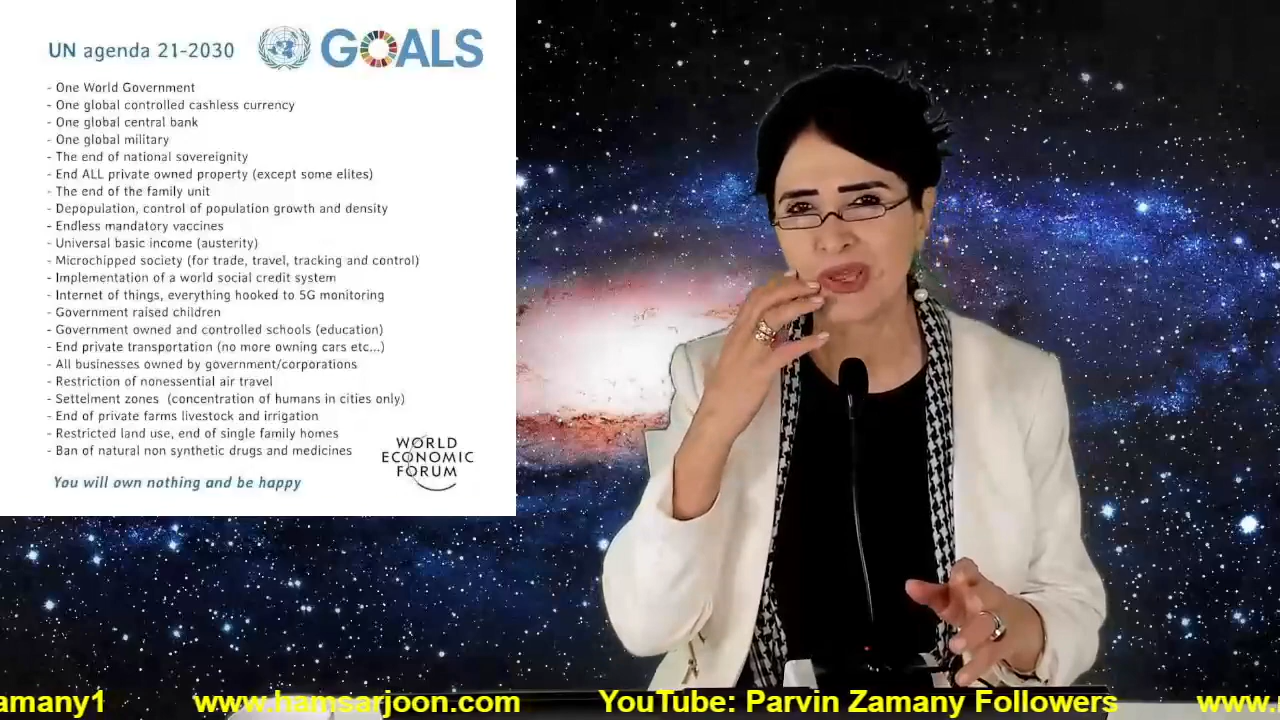 UN agenda 21-2030
GOALS
- One World Government
- One global controlled cashless currency
- One global central bank
- One global military
- The end of national sovereignity
- End ALL private owned property (except some elites)
- The end of the family unit
- Depopulation, control of population growth and density
- Endless mandatory vaccines
- Universal basic income (austerity)
- Microchipped society (for trade, travel, tracking and control)
- Implementation of a world social credit system
- Internet of things, everything hooked to 5G monitoring
- Government raised children
- Government owned and controlled schools (education)
- End private transportation (no more owning cars etc...)
- All businesses owned by government/corporations
- Restriction of nonessential air travel
- Settelment zones (concentration of humans in cities only)
- End of private farms livestock and irrigation
- Restricted land use, end of single family homes
- Ban of natural non synthetic drugs and medicines
WORLD
ECONOMIC
FORUM
You will own nothing and be happy
amany1 www.hamsarjoon.com YouTube: Parvin Zamany Followers www.